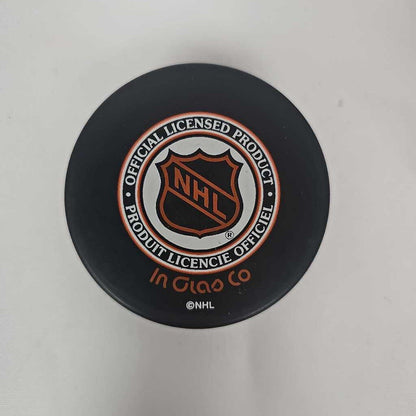 • OFFICIAL LICENSED PRODUCT •
NHL
®
PRODUIT LICENCIE OFFICIEL
In Glas Co
©NHL